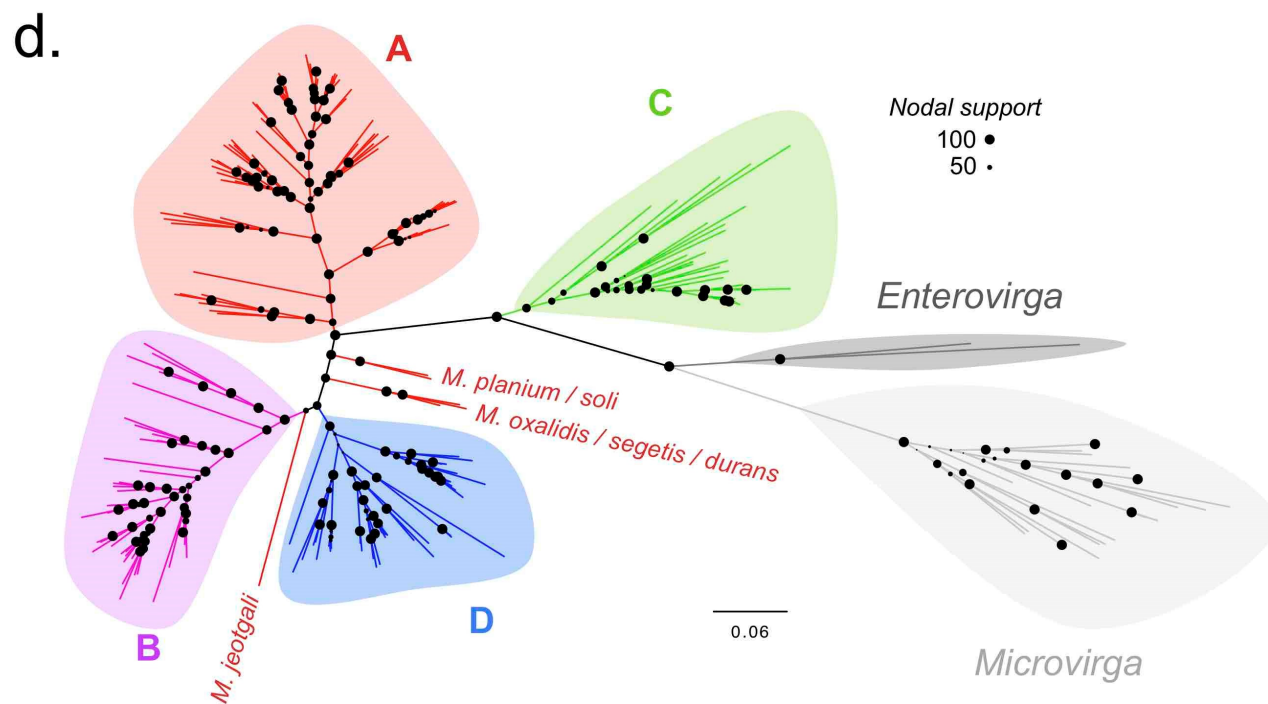 d.
A
C
Nodal support
100
50
Enterovirga
M. planium / soli
M. oxalidis / segetis / durans
D
B
M. jeotgali
0.06
Microvirga